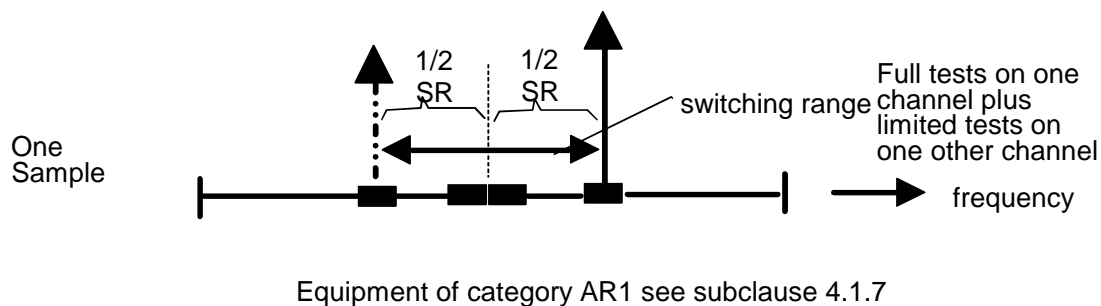 1/2
SR
1/2
SR
switching range
Full tests on one
channel plus
limited tests on
one other channel
One
Sample
frequency
Equipment of category AR1 see subclause 4.1.7